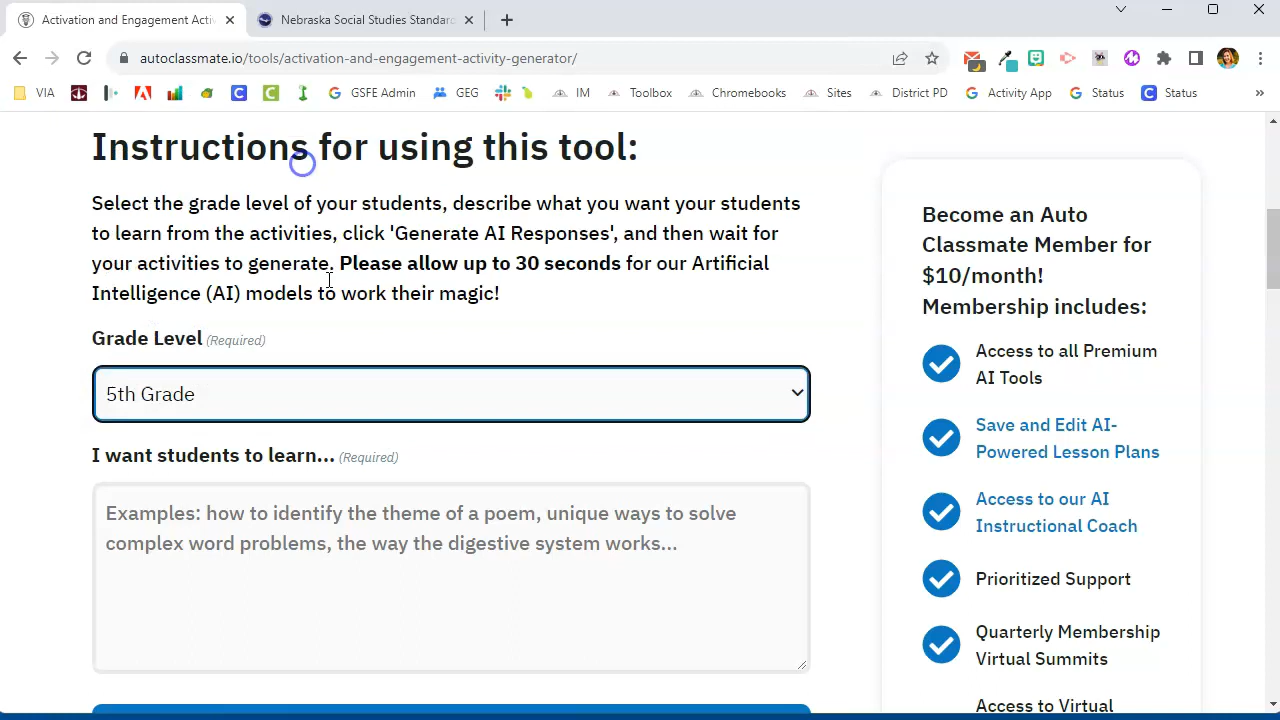 Activation and Engagement Activ
Nebraska Social Studies Standard
autoclassmate.io/tools/activation-and-engagement-activity-generator/
VIA
GSFE Admin
GEG
IM
Toolbox
Chromebooks
Sites
District PD
Activity App
Status
Status
Instructions for using this tool:
Select the grade level of your students, describe what you want your students
to learn from the activities, click 'Generate AI Responses', and then wait for
your activities to generate. Please allow up to 30 seconds for our Artificial
Intelligence (AI) models to work their magic!
Grade Level (Required)
5th Grade
I want students to learn... (Required)
Examples: how to identify the theme of a poem, unique ways to solve
complex word problems, the way the digestive system works...
Become an Auto
Classmate Member for
$10/month!
Membership includes:
Access to all Premium
AI Tools
Save and Edit AI-
Powered Lesson Plans
Access to our AI
Instructional Coach
Prioritized Support
Quarterly Membership
Virtual Summits
Access to Virtual